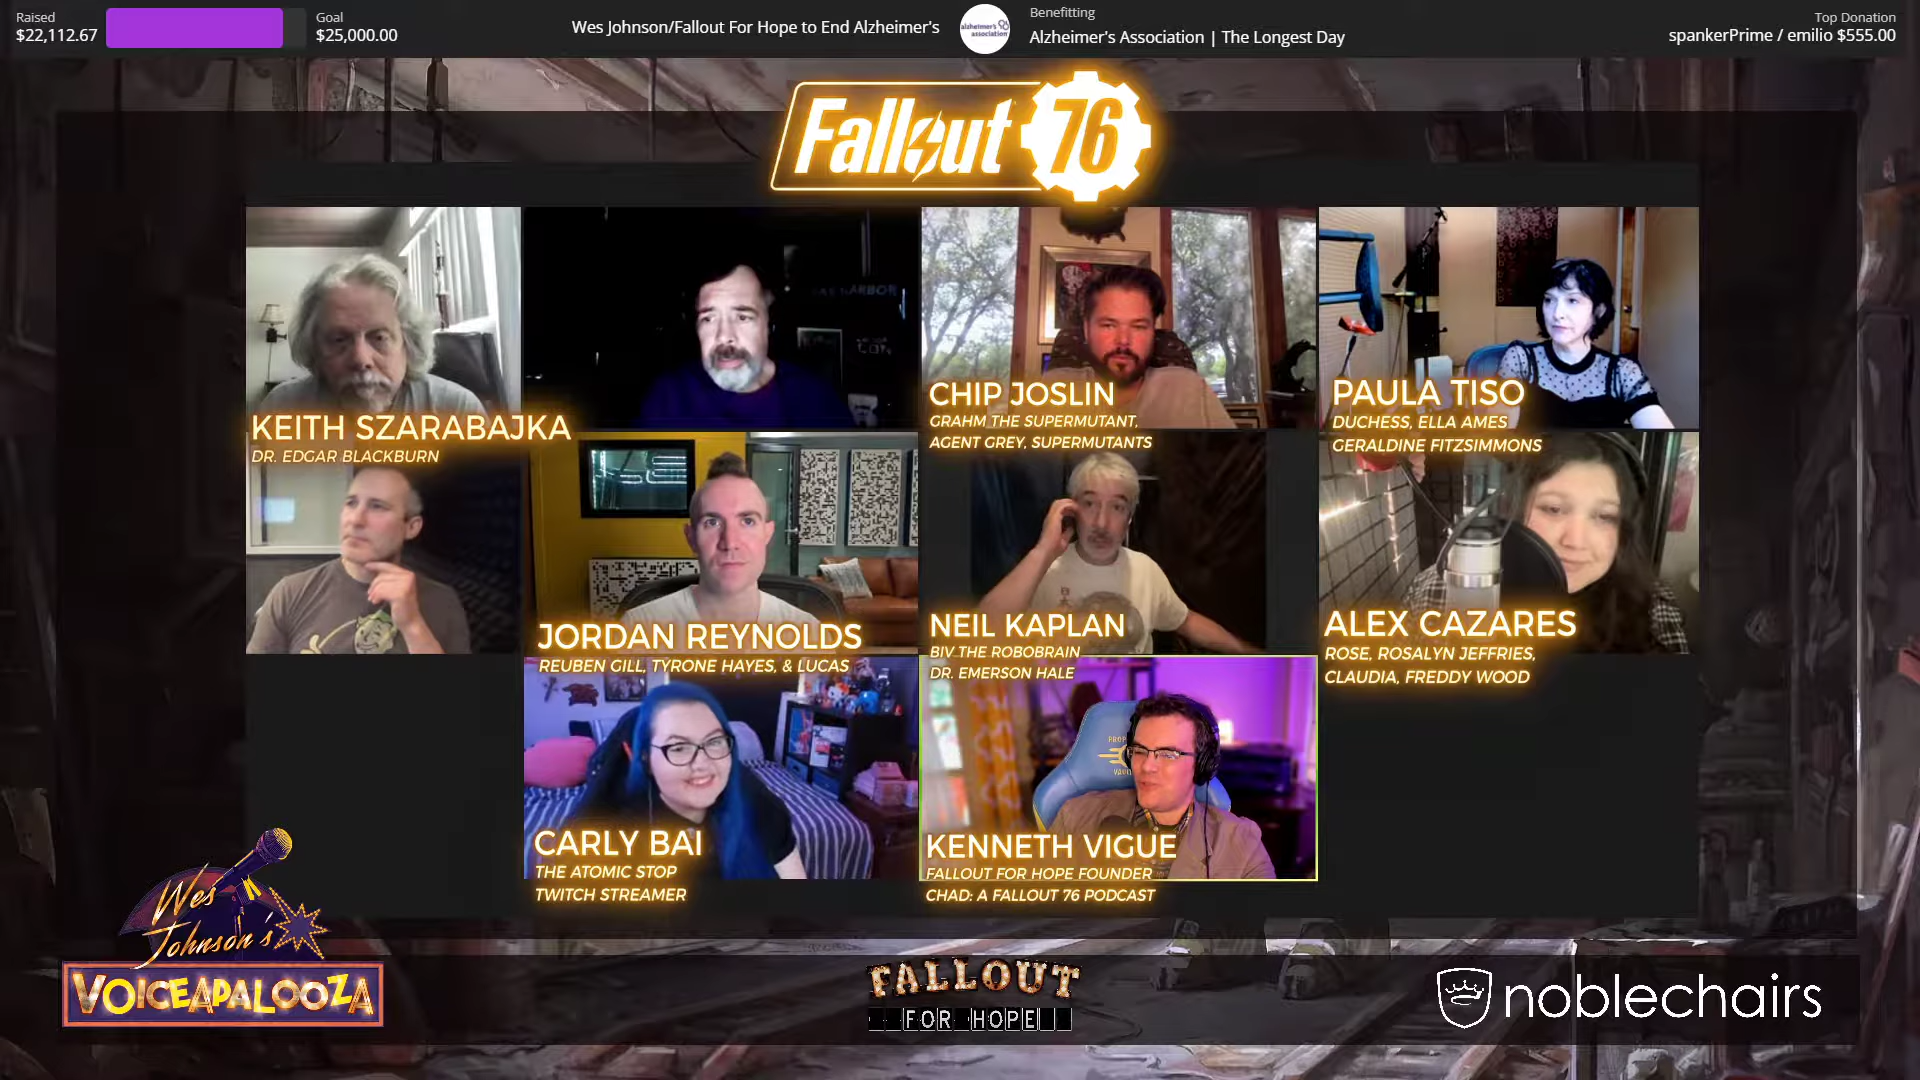 Raised
$22,112.67
Goal
$25,000.00
Wes Johnson/Fallout For Hope to End Alzheimer's
alzheimer's association
Benefitting
Alzheimer's Association | The Longest Day
Top Donation
spankerPrime / emilio $555.00
Fallout 76
KEITH SZARABAJKA
DR. EDGAR BLACKBURN
CHIP JOSLIN
GRAHM THE SUPERMUTANT,
AGENT GREY, SUPERMUTANTS
PAULA TISO
DUCHESS, ELLA AMES
GERALDINE FITZSIMMONS
JORDAN REYNOLDS
REUBEN GILL, TYRONE HAYES, & LUCAS
NEIL KAPLAN
BIV THE ROBOBRAIN
DR. EMERSON HALE
ALEX CAZARES
ROSE, ROSALYN JEFFRIES,
CLAUDIA, FREDDY WOOD
CARLY BAI
THE ATOMIC STOP
TWITCH STREAMER
KENNETH VIGUE
FALLOUT FOR HOPE FOUNDER
CHAD: A FALLOUT 76 PODCAST
Wes
Johnson's
VOICEAPALOOZA
FALLOUT
FOR HOPE
noblechairs